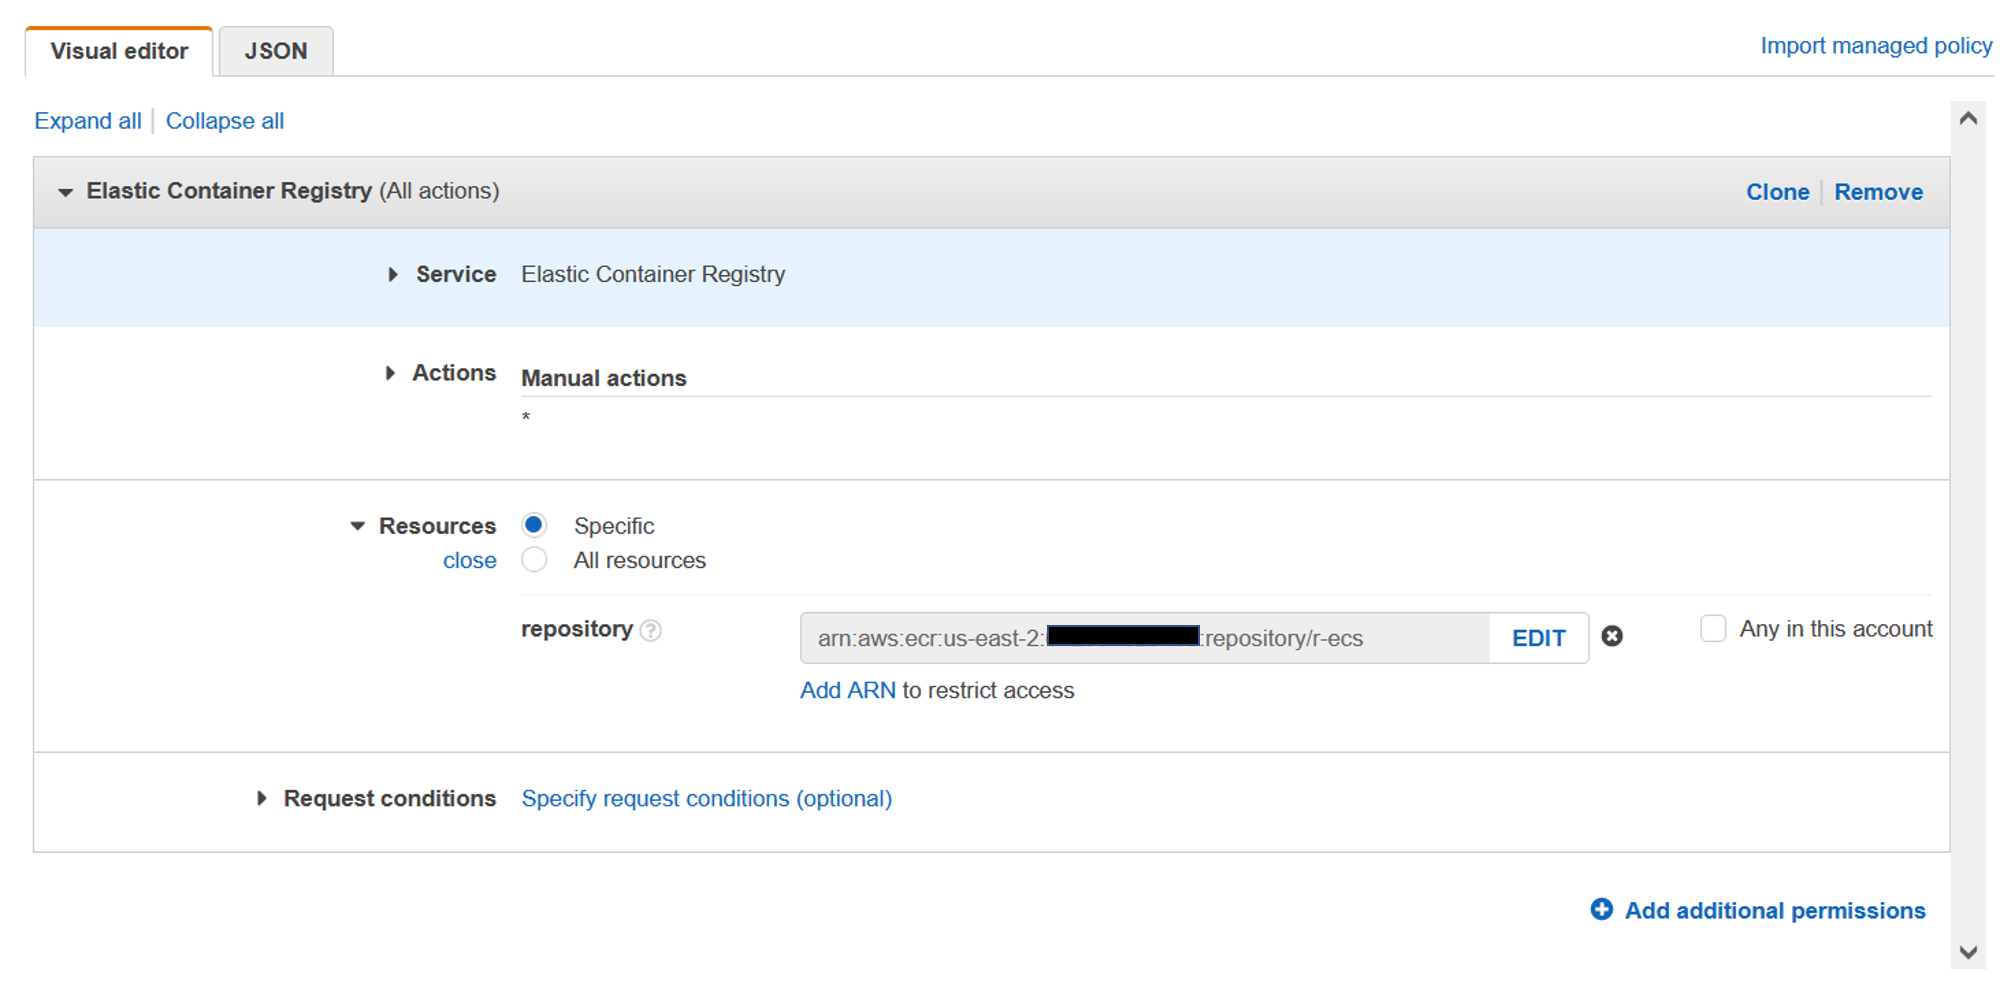 Visual editor JSON Import managed policy
Expand all Collapse all
Elastic Container Registry (All actions) Clone Remove
Service Elastic Container Registry
Actions Manual actions
*
Resources Specific
close All resources
repository ? arn:aws:ecr:us-east-2: :repository/r-ecs EDIT Any in this account
Add ARN to restrict access
Request conditions Specify request conditions (optional)
Add additional permissions